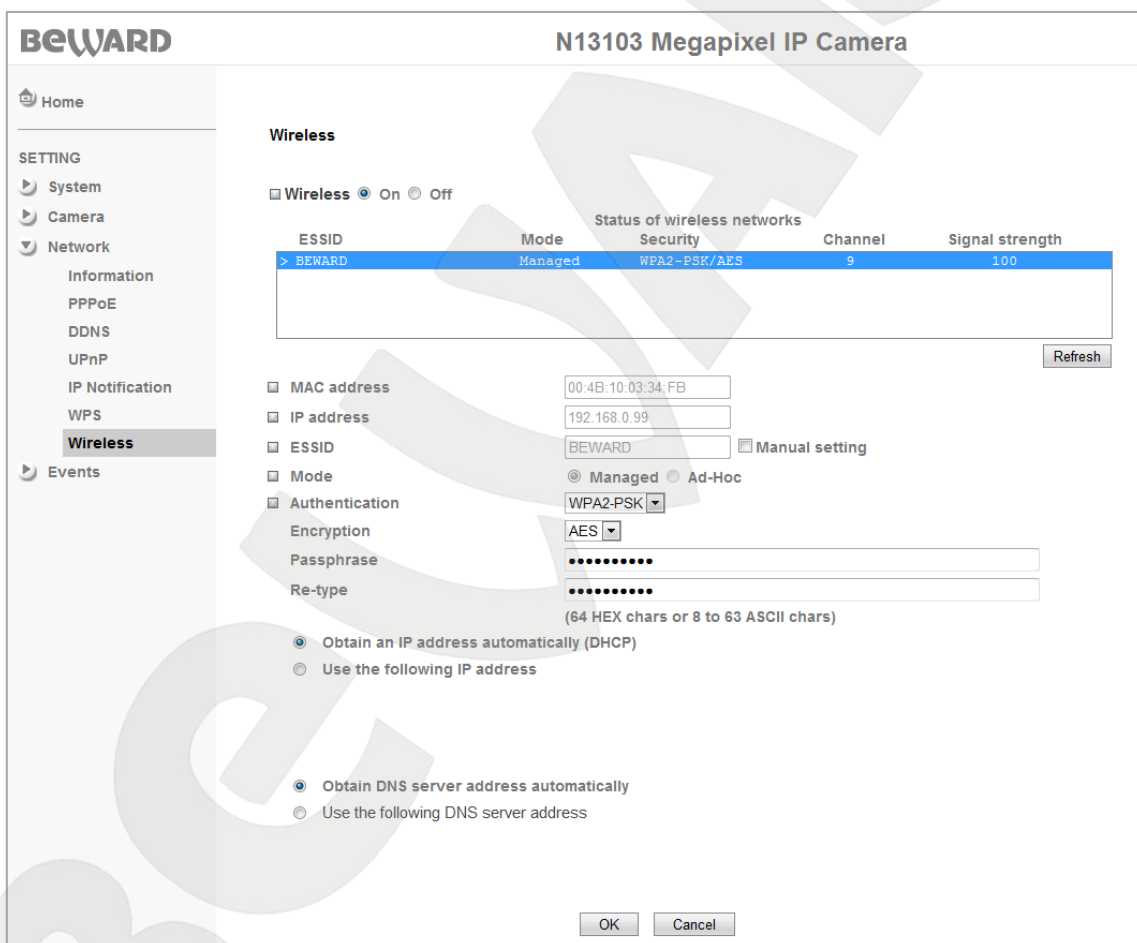 BEWARD
N13103 Megapixel IP Camera
Home
SETTING
System
Camera
Network
Information
PPPoE
DDNS
UPnP
IP Notification
WPS
Wireless
Events
Wireless
Wireless On Off
Status of wireless networks
ESSID Mode Security Channel Signal strength
> BEWARD Managed WPA2-PSK/AES 9 100
Refresh
MAC address 00:4B:10:03:34:FB
IP address 192.168.0.99
ESSID BEWARD Manual setting
Mode Managed Ad-Hoc
Authentication WPA2-PSK
Encryption AES
Passphrase ••••••••••
Re-type ••••••••••
(64 HEX chars or 8 to 63 ASCII chars)
Obtain an IP address automatically (DHCP)
Use the following IP address
Obtain DNS server address automatically
Use the following DNS server address
OK Cancel